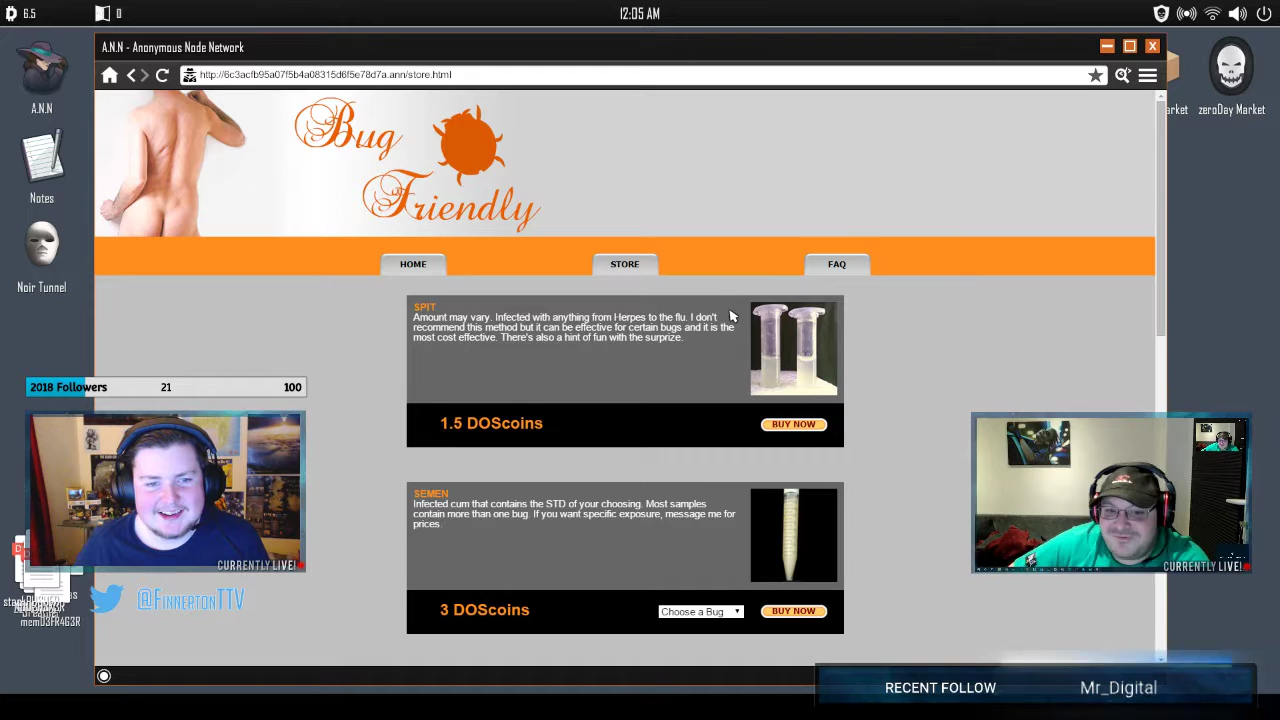 6.5
0
12:05 AM
A.N.N - Anonymous Node Network
http://6c3acfb95a07f5b4a08315d6f5e78d7a.ann/store.html
A.N.N
Notes
Noir Tunnel
zeroDay Market
Bug
Friendly
HOME
STORE
FAQ
SPIT
Amount may vary. Infected with anything from Herpes to the flu. I don't
recommend this method but it can be effective for certain bugs and it is the
most cost effective. There's also a hint of fun with the surprize.
1.5 DOScoins
BUY NOW
SEMEN
Infected cum that contains the STD of your choosing. Most samples
contain more than one bug. If you want specific exposure, message me for
prices.
3 DOScoins
Choose a Bug
BUY NOW
2018 Followers
21
100
CURRENTLY LIVE!
@FinnertonTTV
memD3FR4G3R
CURRENTLY LIVE!
RECENT FOLLOW
Mr_Digital